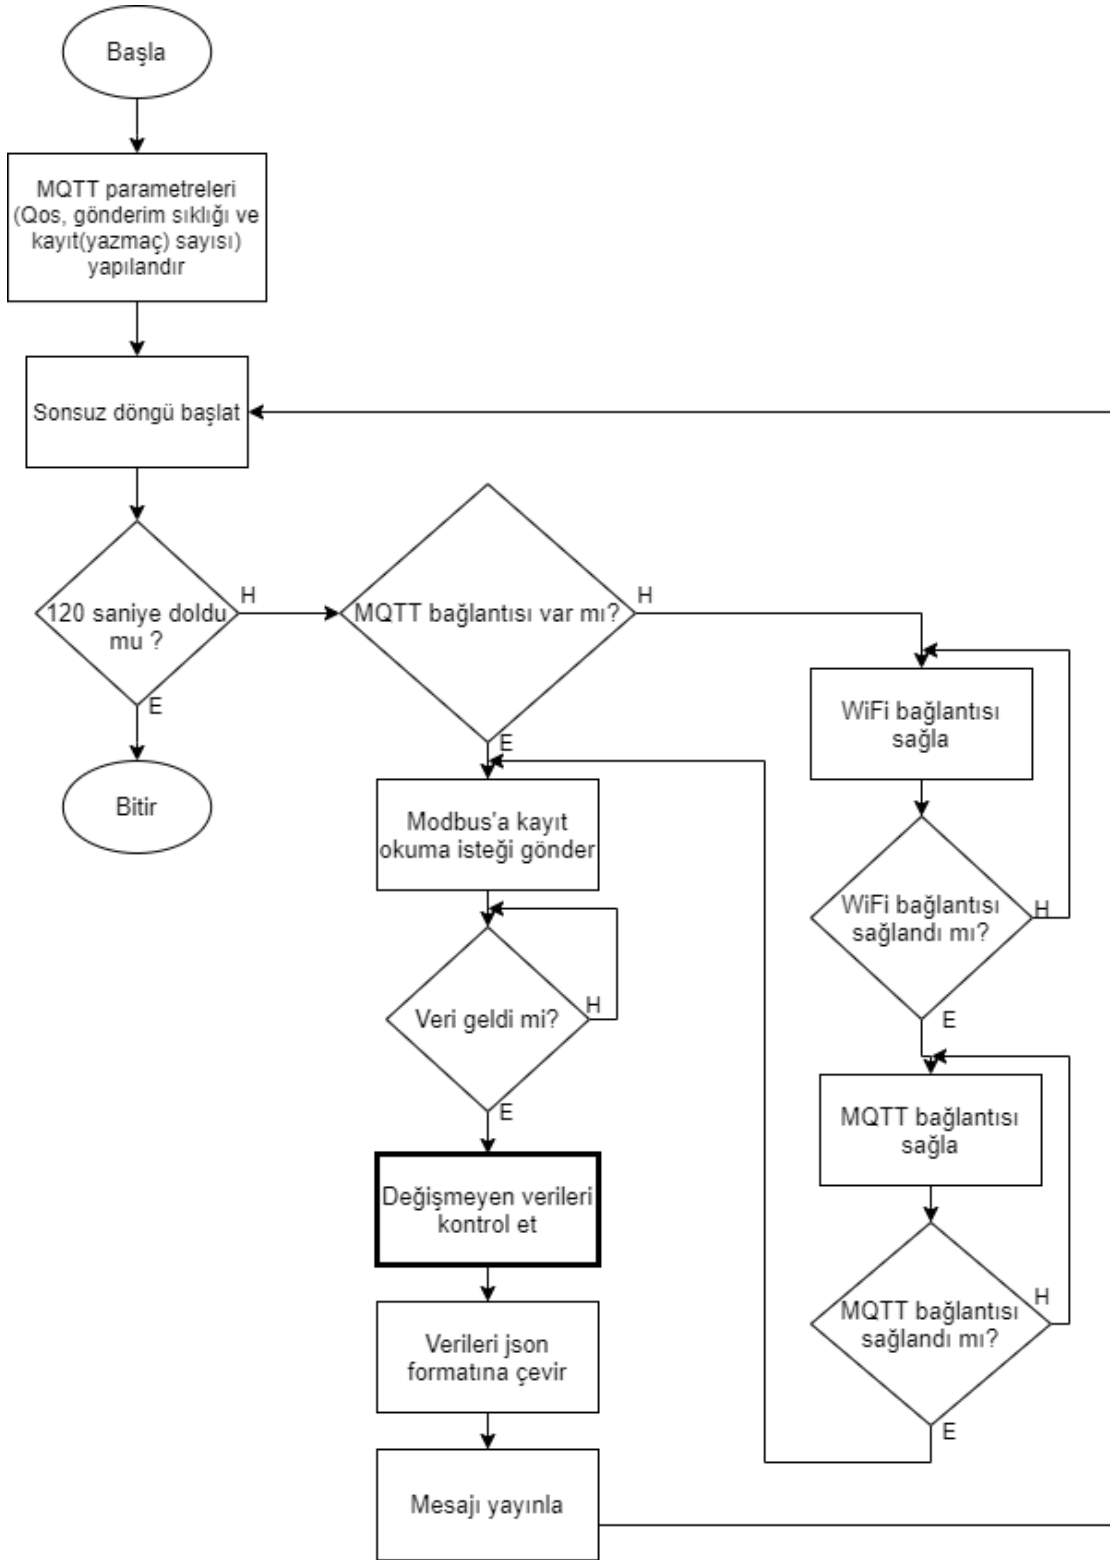 Başla
MQTT parametreleri
(Qos, gönderim sıklığı ve
kayıt(yazmaç) sayısı)
yapılandır
Sonsuz döngü başlat
120 saniye doldu
mu ?
H
E
Bitir
MQTT bağlantısı var mı?
H
E
Modbus'a kayıt
okuma isteği gönder
Veri geldi mi?
H
E
Değişmeyen verileri
kontrol et
Verileri json
formatına çevir
Mesajı yayınla
WiFi bağlantısı
sağla
WiFi bağlantısı
sağlandı mı?
H
E
MQTT bağlantısı
sağla
MQTT bağlantısı
sağlandı mı?
H
E